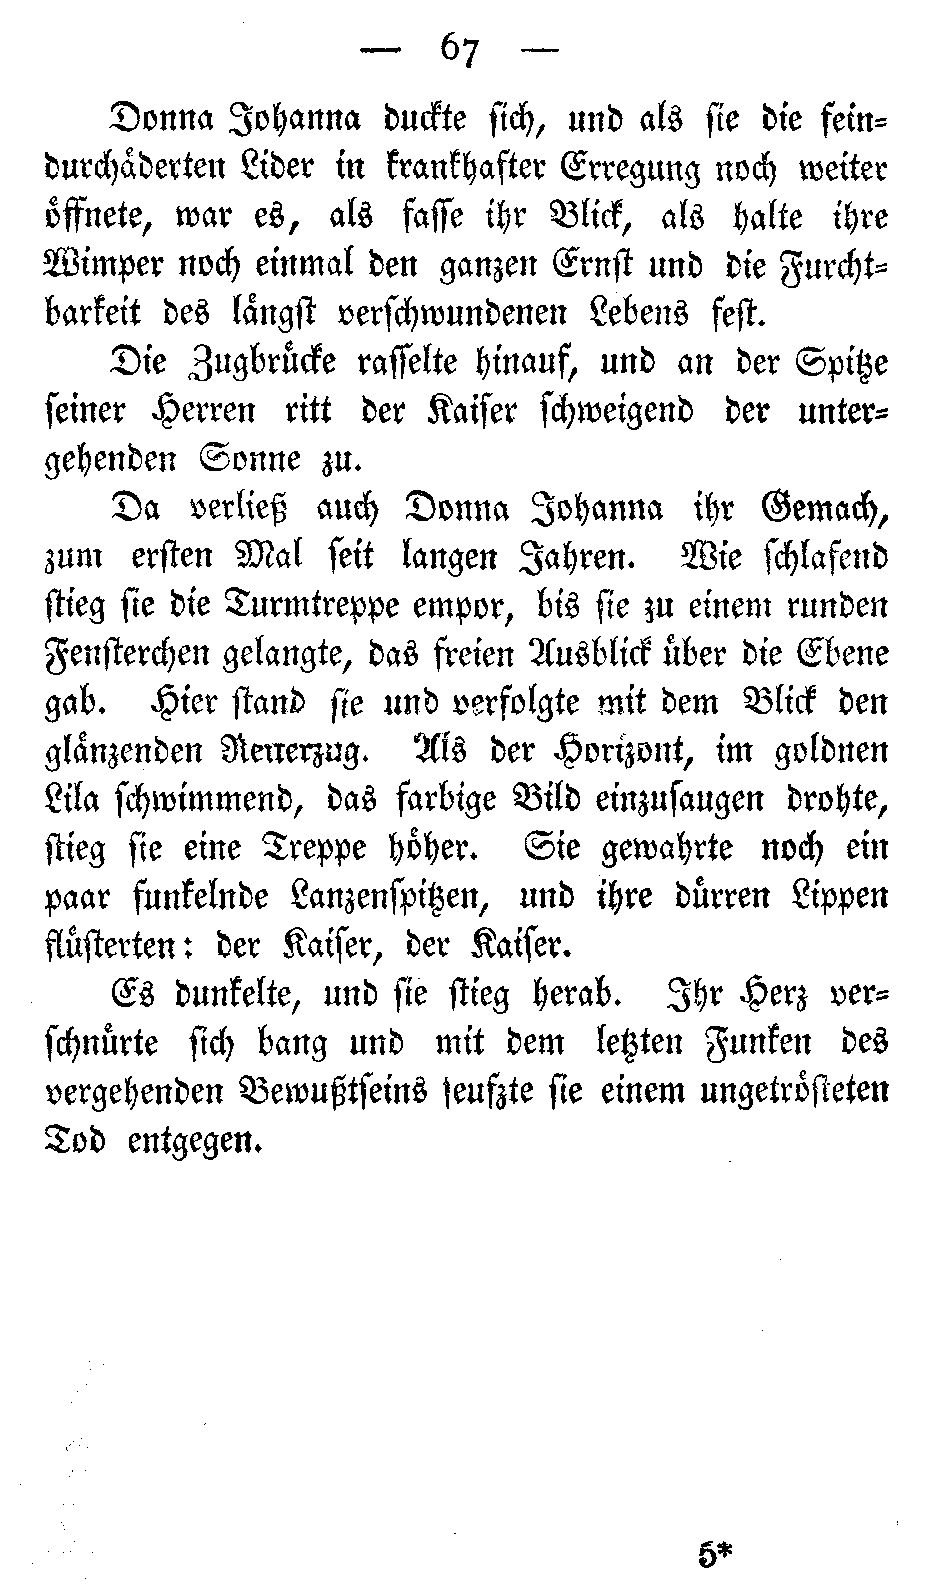 — 67 —
Donna Johanna duckte sich, und als sie die fein-
durchäderten Lider in krankhafter Erregung noch weiter
öffnete, war es, als fasse ihr Blick, als halte ihre
Wimper noch einmal den ganzen Ernst und die Furcht-
barkeit des längst verschwundenen Lebens fest.
Die Zugbrücke rasselte hinauf, und an der Spitze
seiner Herren ritt der Kaiser schweigend der unter-
gehenden Sonne zu.
Da verließ auch Donna Johanna ihr Gemach,
zum ersten Mal seit langen Jahren. Wie schlafend
stieg sie die Turmtreppe empor, bis sie zu einem runden
Fensterchen gelangte, das freien Ausblick über die Ebene
gab. Hier stand sie und verfolgte mit dem Blick den
glänzenden Reiterzug. Als der Horizont, im goldnen
Lila schwimmend, das farbige Bild einzusaugen drohte,
stieg sie eine Treppe höher. Sie gewahrte noch ein
paar funkelnde Lanzenspitzen, und ihre dürren Lippen
flüsterten: der Kaiser, der Kaiser.
Es dunkelte, und sie stieg herab. Ihr Herz ver-
schnürte sich bang und mit dem letzten Funken des
vergehenden Bewußtseins seufzte sie einem ungetrösteten
Tod entgegen.
5*